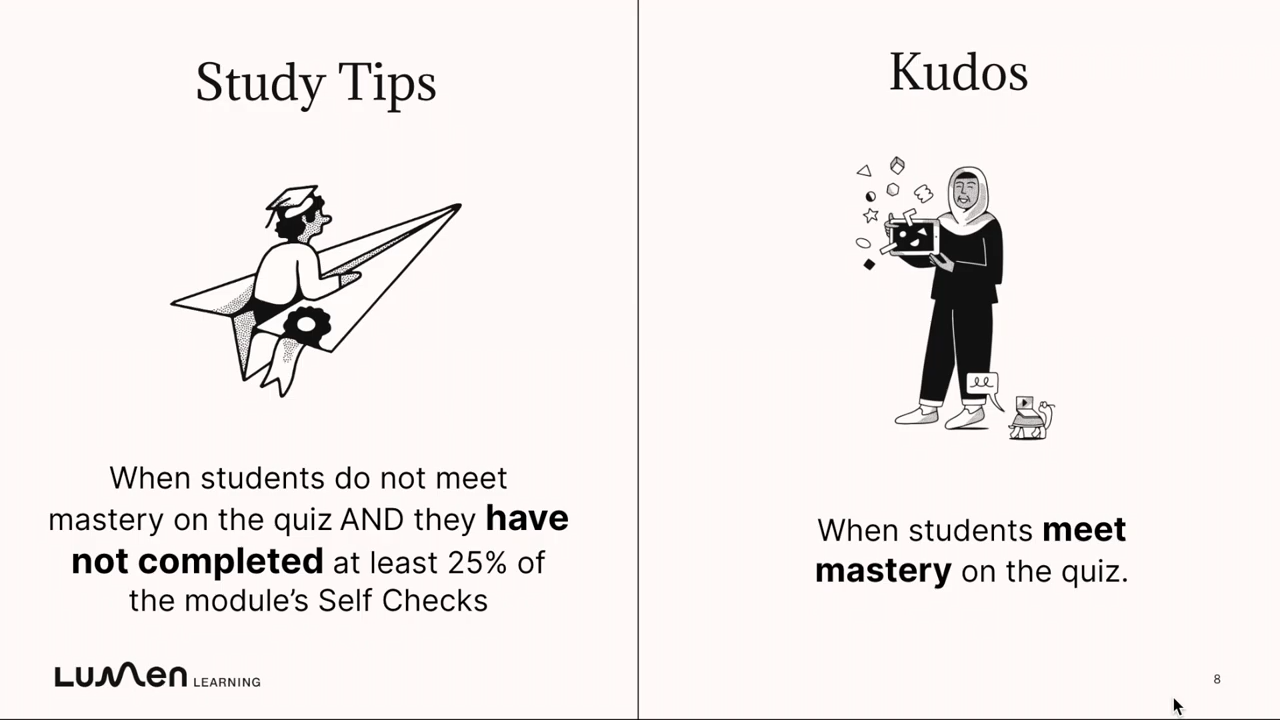 Study Tips
When students do not meet
mastery on the quiz AND they have
not completed at least 25% of
the module’s Self Checks
Kudos
When students meet
mastery on the quiz.
LUMEN LEARNING
8